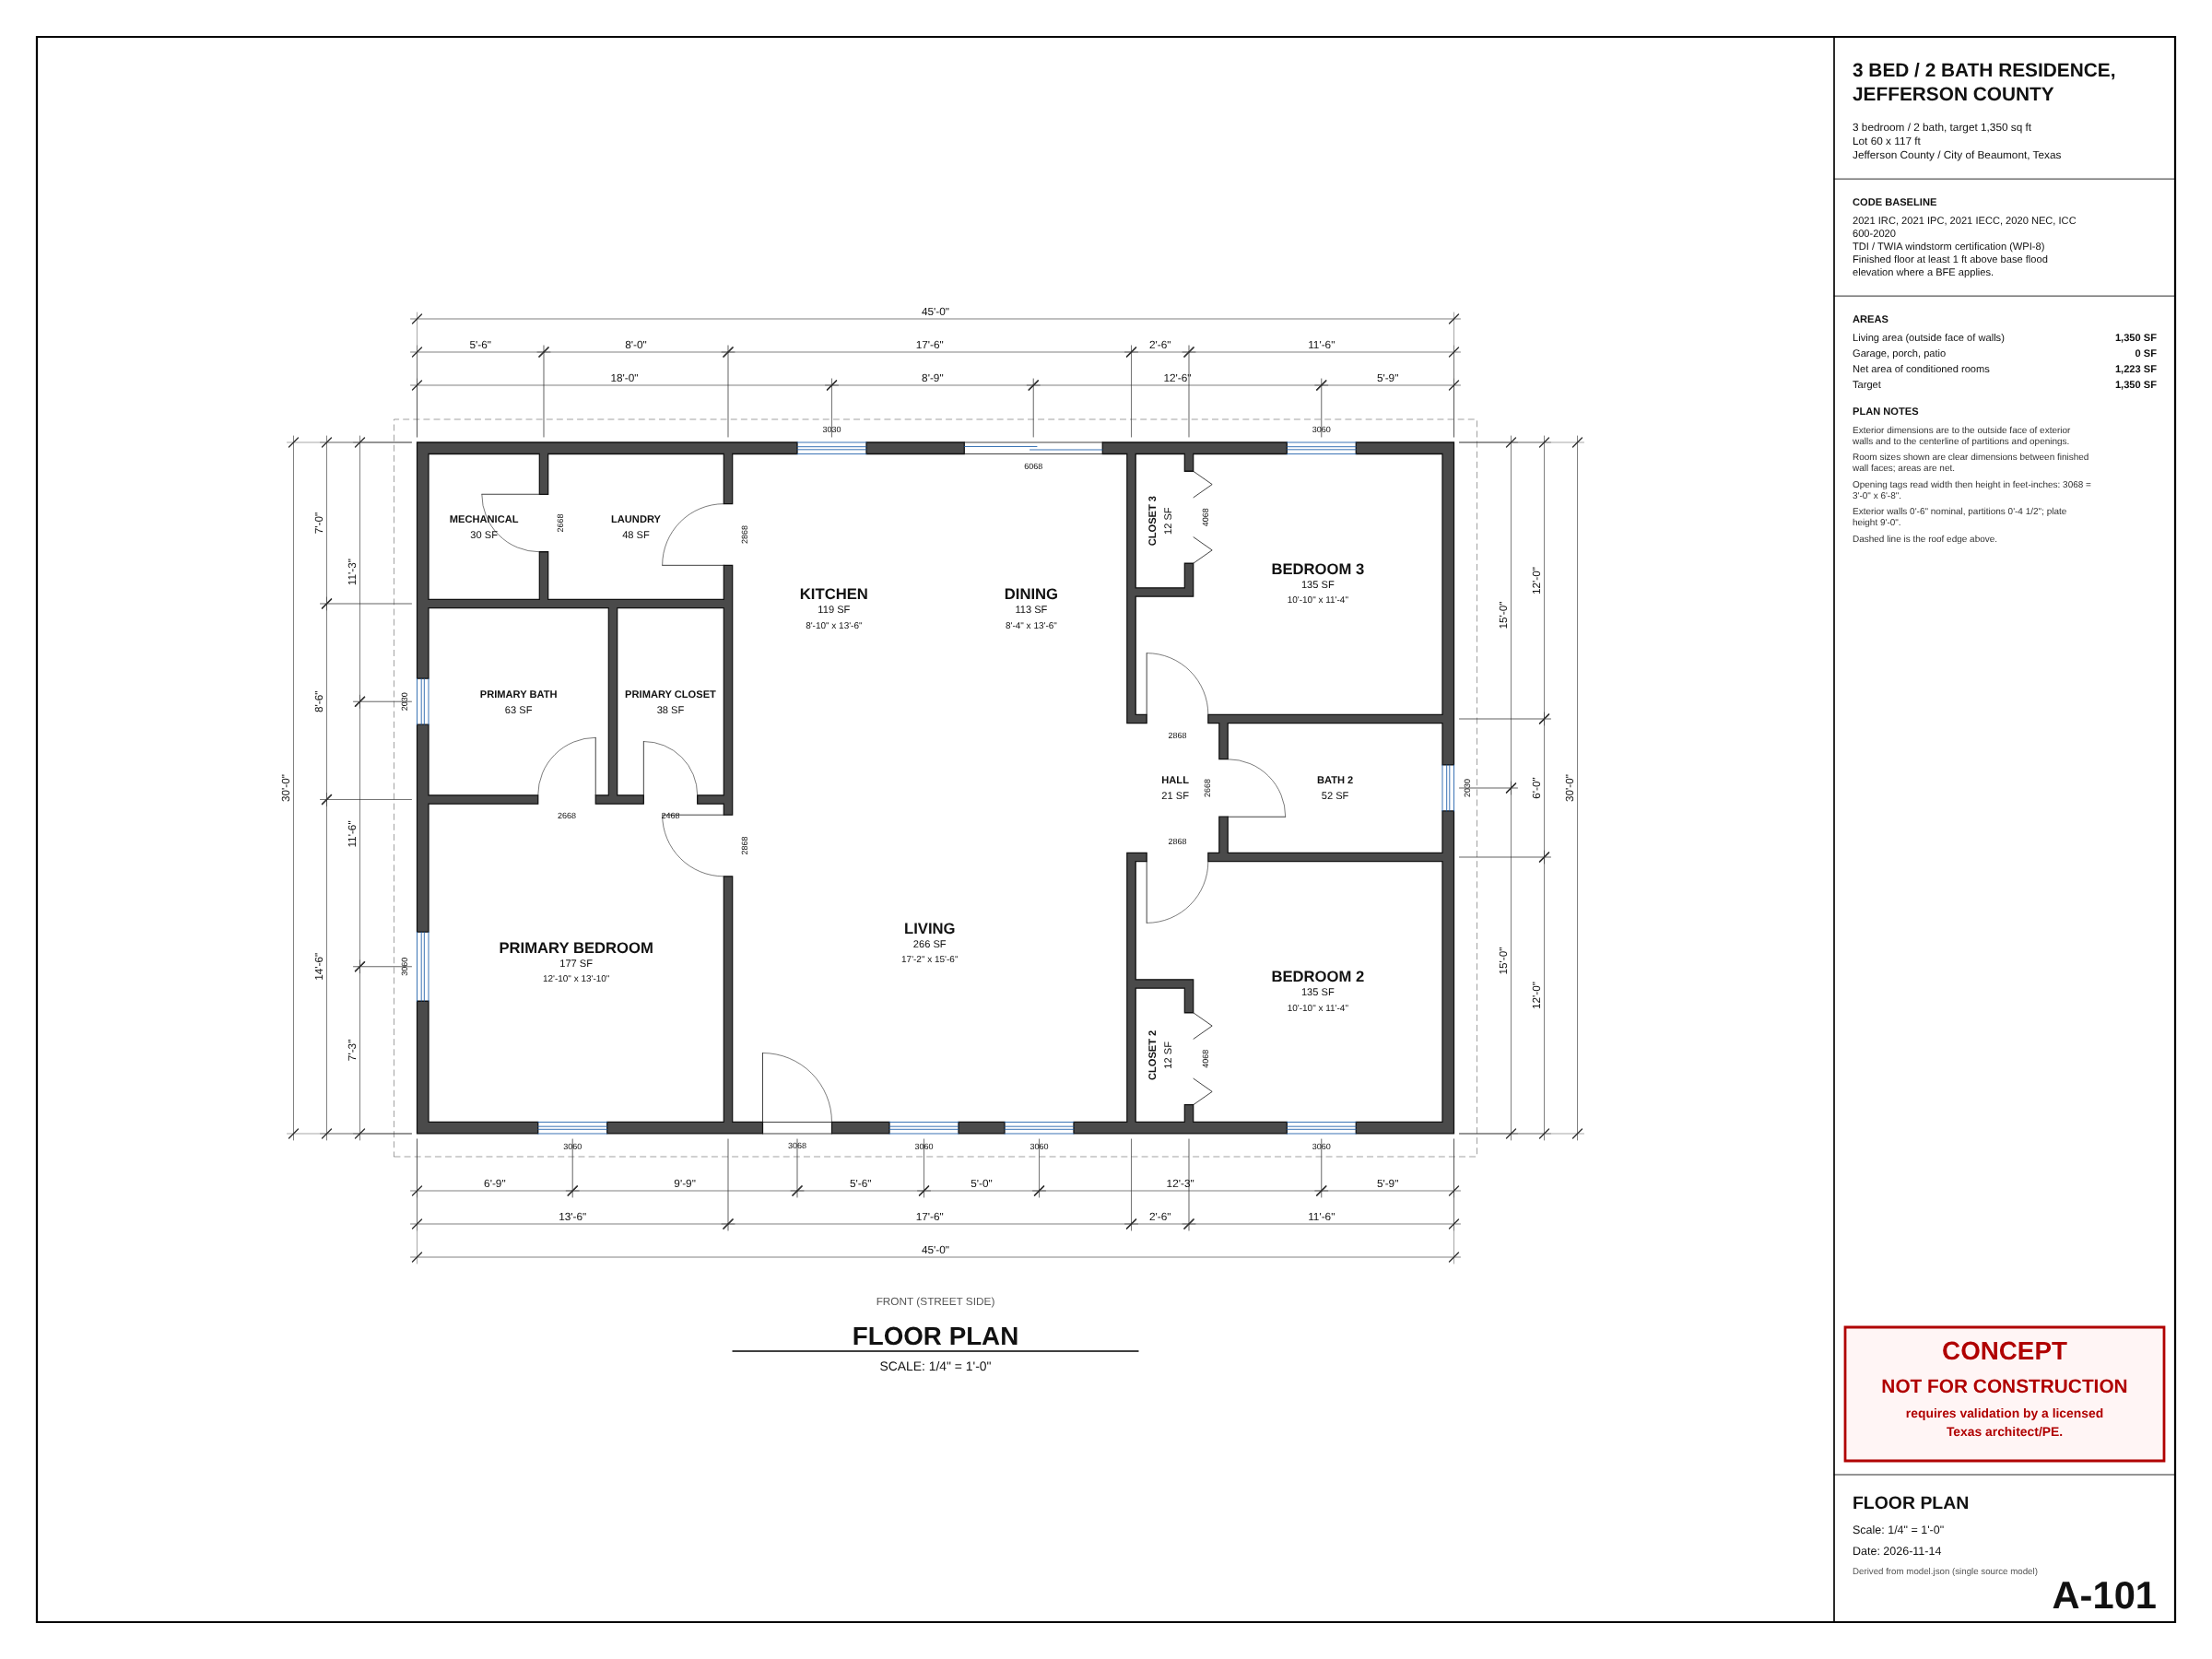 45'-0"
5'-6" 8'-0" 17'-6" 2'-6" 11'-6"
18'-0" 8'-9" 12'-6" 5'-9"
3030 3060
6068
MECHANICAL
30 SF
2668
LAUNDRY
48 SF
2868
CLOSET 3
12 SF
4068
BEDROOM 3
135 SF
10'-10" x 11'-4"
KITCHEN
119 SF
8'-10" x 13'-6"
DINING
113 SF
8'-4" x 13'-6"
PRIMARY BATH
63 SF
PRIMARY CLOSET
38 SF
2668
2468
2868
2868
HALL
21 SF
2668
BATH 2
52 SF
2868
PRIMARY BEDROOM
177 SF
12'-10" x 13'-10"
LIVING
266 SF
17'-2" x 15'-6"
BEDROOM 2
135 SF
10'-10" x 11'-4"
CLOSET 2
12 SF
4068
30'-0"
7'-0"
8'-6"
14'-6"
11'-3"
11'-6"
7'-3"
2030
3060
2030
15'-0"
15'-0"
12'-0"
6'-0"
12'-0"
30'-0"
3060 3068 3060 3060 3060
6'-9" 9'-9" 5'-6" 5'-0" 12'-3" 5'-9"
13'-6" 17'-6" 2'-6" 11'-6"
45'-0"
FRONT (STREET SIDE)
FLOOR PLAN
SCALE: 1/4" = 1'-0"
3 BED / 2 BATH RESIDENCE,
JEFFERSON COUNTY
3 bedroom / 2 bath, target 1,350 sq ft
Lot 60 x 117 ft
Jefferson County / City of Beaumont, Texas
CODE BASELINE
2021 IRC, 2021 IPC, 2021 IECC, 2020 NEC, ICC
600-2020
TDI / TWIA windstorm certification (WPI-8)
Finished floor at least 1 ft above base flood
elevation where a BFE applies.
AREAS
Living area (outside face of walls) 1,350 SF
Garage, porch, patio 0 SF
Net area of conditioned rooms 1,223 SF
Target 1,350 SF
PLAN NOTES
Exterior dimensions are to the outside face of exterior
walls and to the centerline of partitions and openings.
Room sizes shown are clear dimensions between finished
wall faces; areas are net.
Opening tags read width then height in feet-inches: 3068 =
3'-0" x 6'-8".
Exterior walls 0'-6" nominal, partitions 0'-4 1/2"; plate
height 9'-0".
Dashed line is the roof edge above.
CONCEPT
NOT FOR CONSTRUCTION
requires validation by a licensed
Texas architect/PE.
FLOOR PLAN
Scale: 1/4" = 1'-0"
Date: 2026-11-14
Derived from model.json (single source model)
A-101